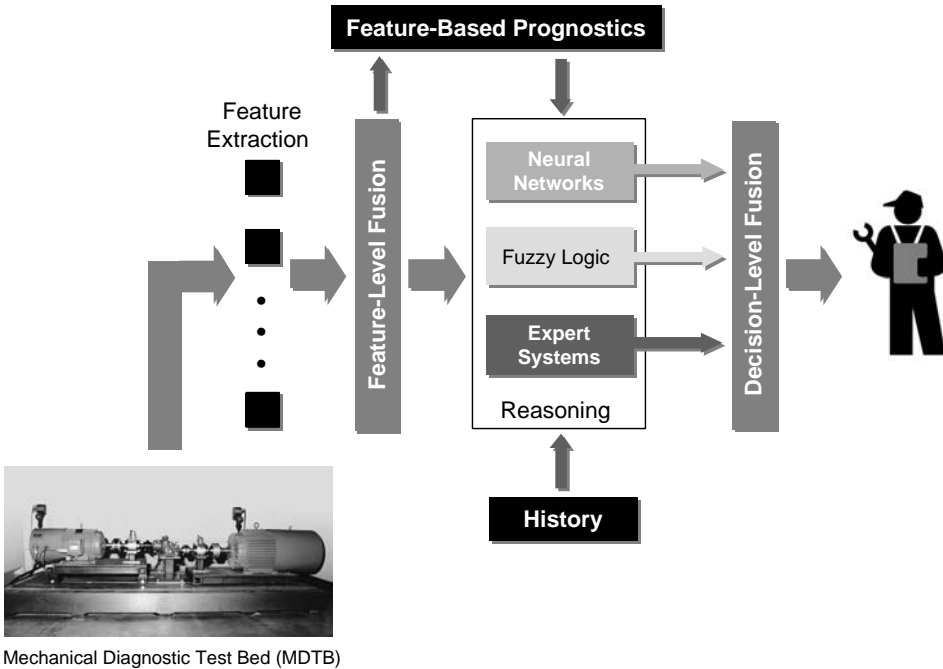 Feature-Based Prognostics
Feature
Extraction
Feature-Level Fusion
Neural
Networks
Fuzzy Logic
Expert
Systems
Reasoning
Decision-Level Fusion
History
Mechanical Diagnostic Test Bed (MDTB)